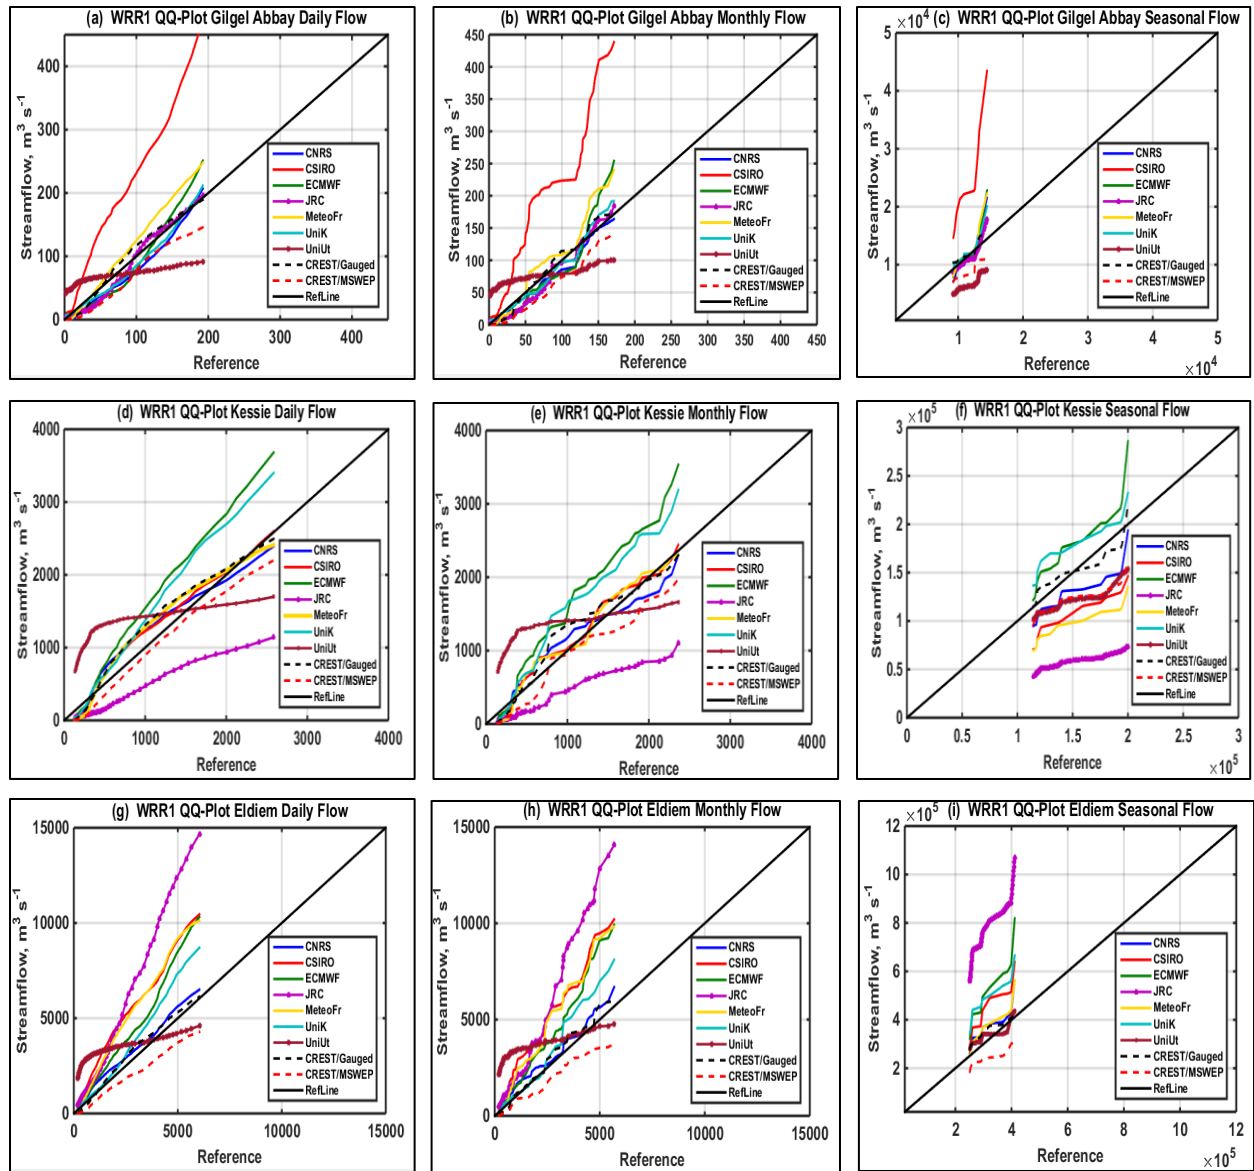 (a) WRR1 QQ-Plot Gilgel Abbay Daily Flow
Streamflow, m³ s⁻¹
400
300
200
100
0
0 100 200 300 400
Reference
CNRS
CSIRO
ECMWF
JRC
MeteoFr
UniK
UniUt
CREST/Gauged
CREST/MSWEP
RefLine
(b) WRR1 QQ-Plot Gilgel Abbay Monthly Flow
Streamflow, m³ s⁻¹
450
400
350
300
250
200
150
100
50
0
0 50 100 150 200 250 300 350 400 450
Reference
CNRS
CSIRO
ECMWF
JRC
MeteoFr
UniK
UniUt
CREST/Gauged
CREST/MSWEP
RefLine
×10⁴ (c) WRR1 QQ-Plot Gilgel Abbay Seasonal Flow
Streamflow, m³ s⁻¹
5
4
3
2
1
1 2 3 4 5
Reference
×10⁴
CNRS
CSIRO
ECMWF
JRC
MeteoFr
UniK
UniUt
CREST/Gauged
CREST/MSWEP
RefLine
(d) WRR1 QQ-Plot Kessie Daily Flow
Streamflow, m³ s⁻¹
4000
3000
2000
1000
0
0 1000 2000 3000 4000
Reference
CNRS
CSIRO
ECMWF
JRC
MeteoFr
UniK
UniUt
CREST/Gauged
CREST/MSWEP
RefLine
(e) WRR1 QQ-Plot Kessie Monthly Flow
Streamflow, m³ s⁻¹
4000
3000
2000
1000
0
0 1000 2000 3000 4000
Reference
CNRS
CSIRO
ECMWF
JRC
MeteoFr
UniK
UniUt
CREST/Gauged
CREST/MSWEP
RefLine
×10⁵ (f) WRR1 QQ-Plot Kessie Seasonal Flow
Streamflow, m³ s⁻¹
3
2.5
2
1.5
1
0.5
0
0 0.5 1 1.5 2 2.5 3
Reference
×10⁵
CNRS
CSIRO
ECMWF
JRC
MeteoFr
UniK
UniUt
CREST/Gauged
CREST/MSWEP
RefLine
(g) WRR1 QQ-Plot Eldiem Daily Flow
Streamflow, m³ s⁻¹
15000
10000
5000
0
0 5000 10000 15000
Reference
CNRS
CSIRO
ECMWF
JRC
MeteoFr
UniK
UniUt
CREST/Gauged
CREST/MSWEP
RefLine
(h) WRR1 QQ-Plot Eldiem Monthly Flow
Streamflow, m³ s⁻¹
15000
10000
5000
0
0 5000 10000 15000
Reference
CNRS
CSIRO
ECMWF
JRC
MeteoFr
UniK
UniUt
CREST/Gauged
CREST/MSWEP
RefLine
×10⁵ (i) WRR1 QQ-Plot Eldiem Seasonal Flow
Streamflow, m³ s⁻¹
12
10
8
6
4
2
2 4 6 8 10 12
Reference
×10⁵
CNRS
CSIRO
ECMWF
JRC
MeteoFr
UniK
UniUt
CREST/Gauged
CREST/MSWEP
RefLine